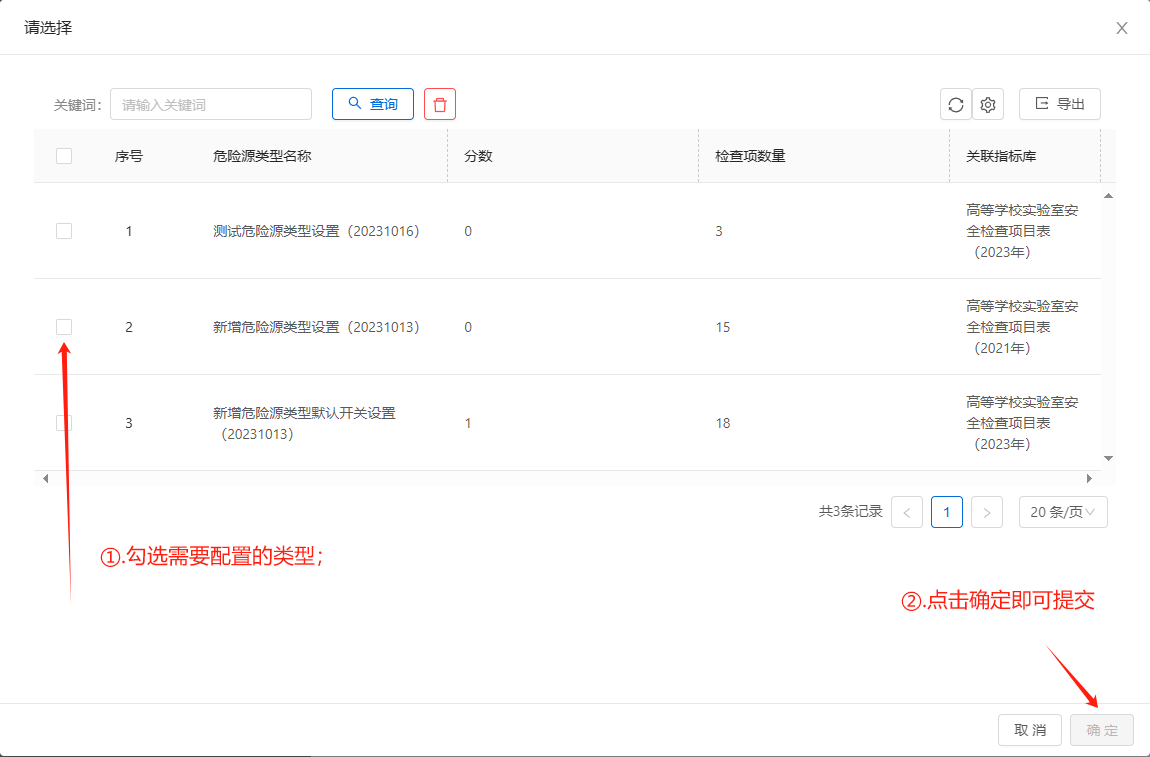 请选择
关键词: 请输入关键词 查询 导出
序号 危险源类型名称 分数 检查项数量 关联指标库
1 测试危险源类型设置（20231016） 0 3 高等学校实验室安
全检查项目表
（2023年）
2 新增危险源类型设置（20231013） 0 15 高等学校实验室安
全检查项目表
（2021年）
3 新增危险源类型默认开关设置
（20231013） 1 18 高等学校实验室安
全检查项目表
（2023年）
共3条记录 < 1 > 20 条/页
①.勾选需要配置的类型；
②.点击确定即可提交
取 消 确 定